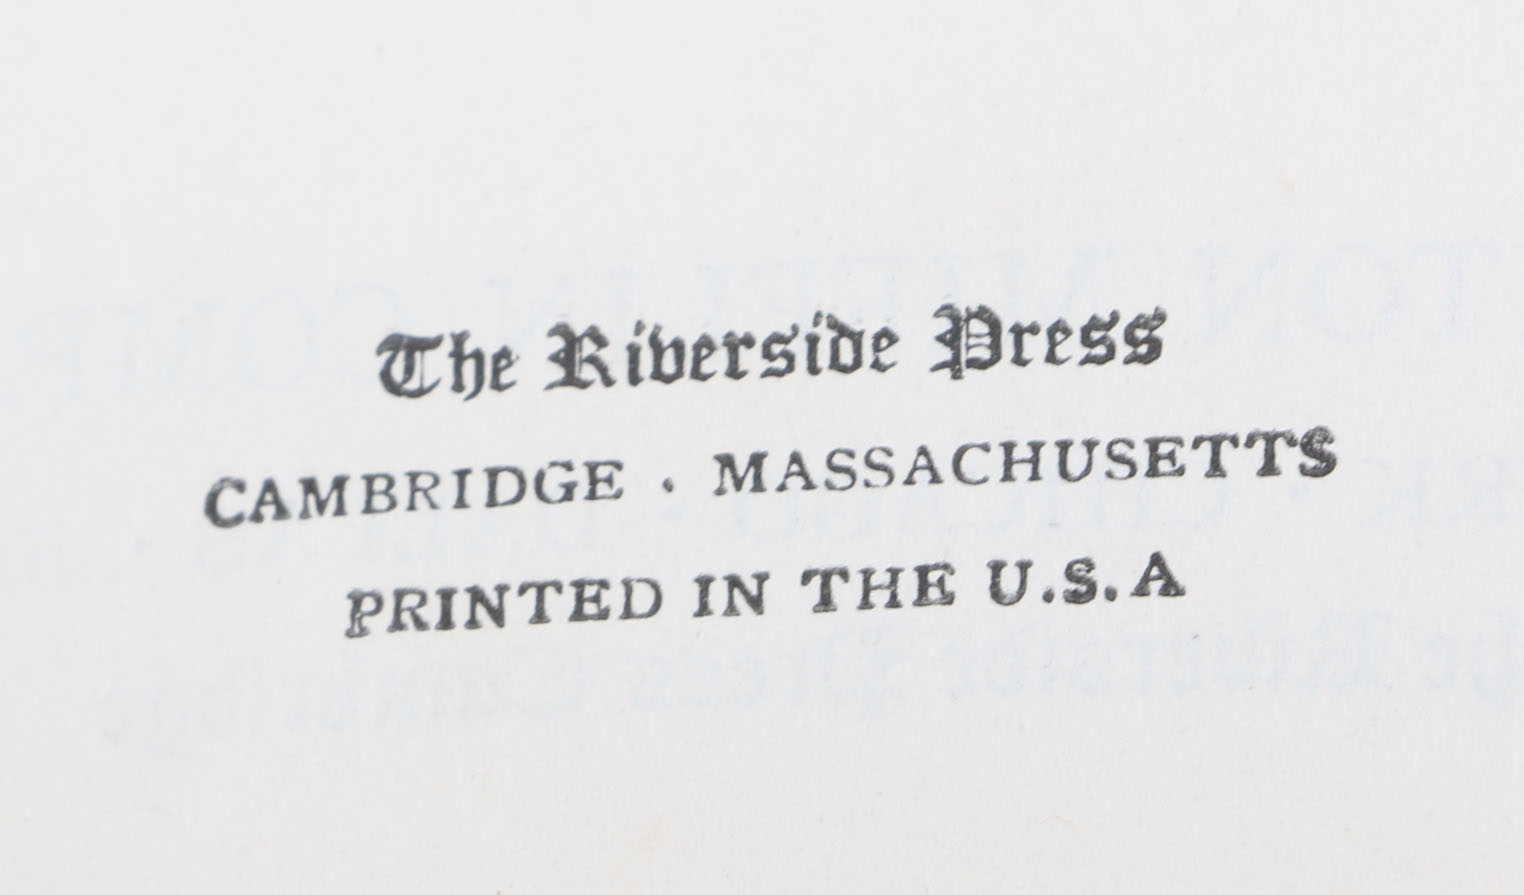 The Riverside Press
CAMBRIDGE · MASSACHUSETTS
PRINTED IN THE U.S.A